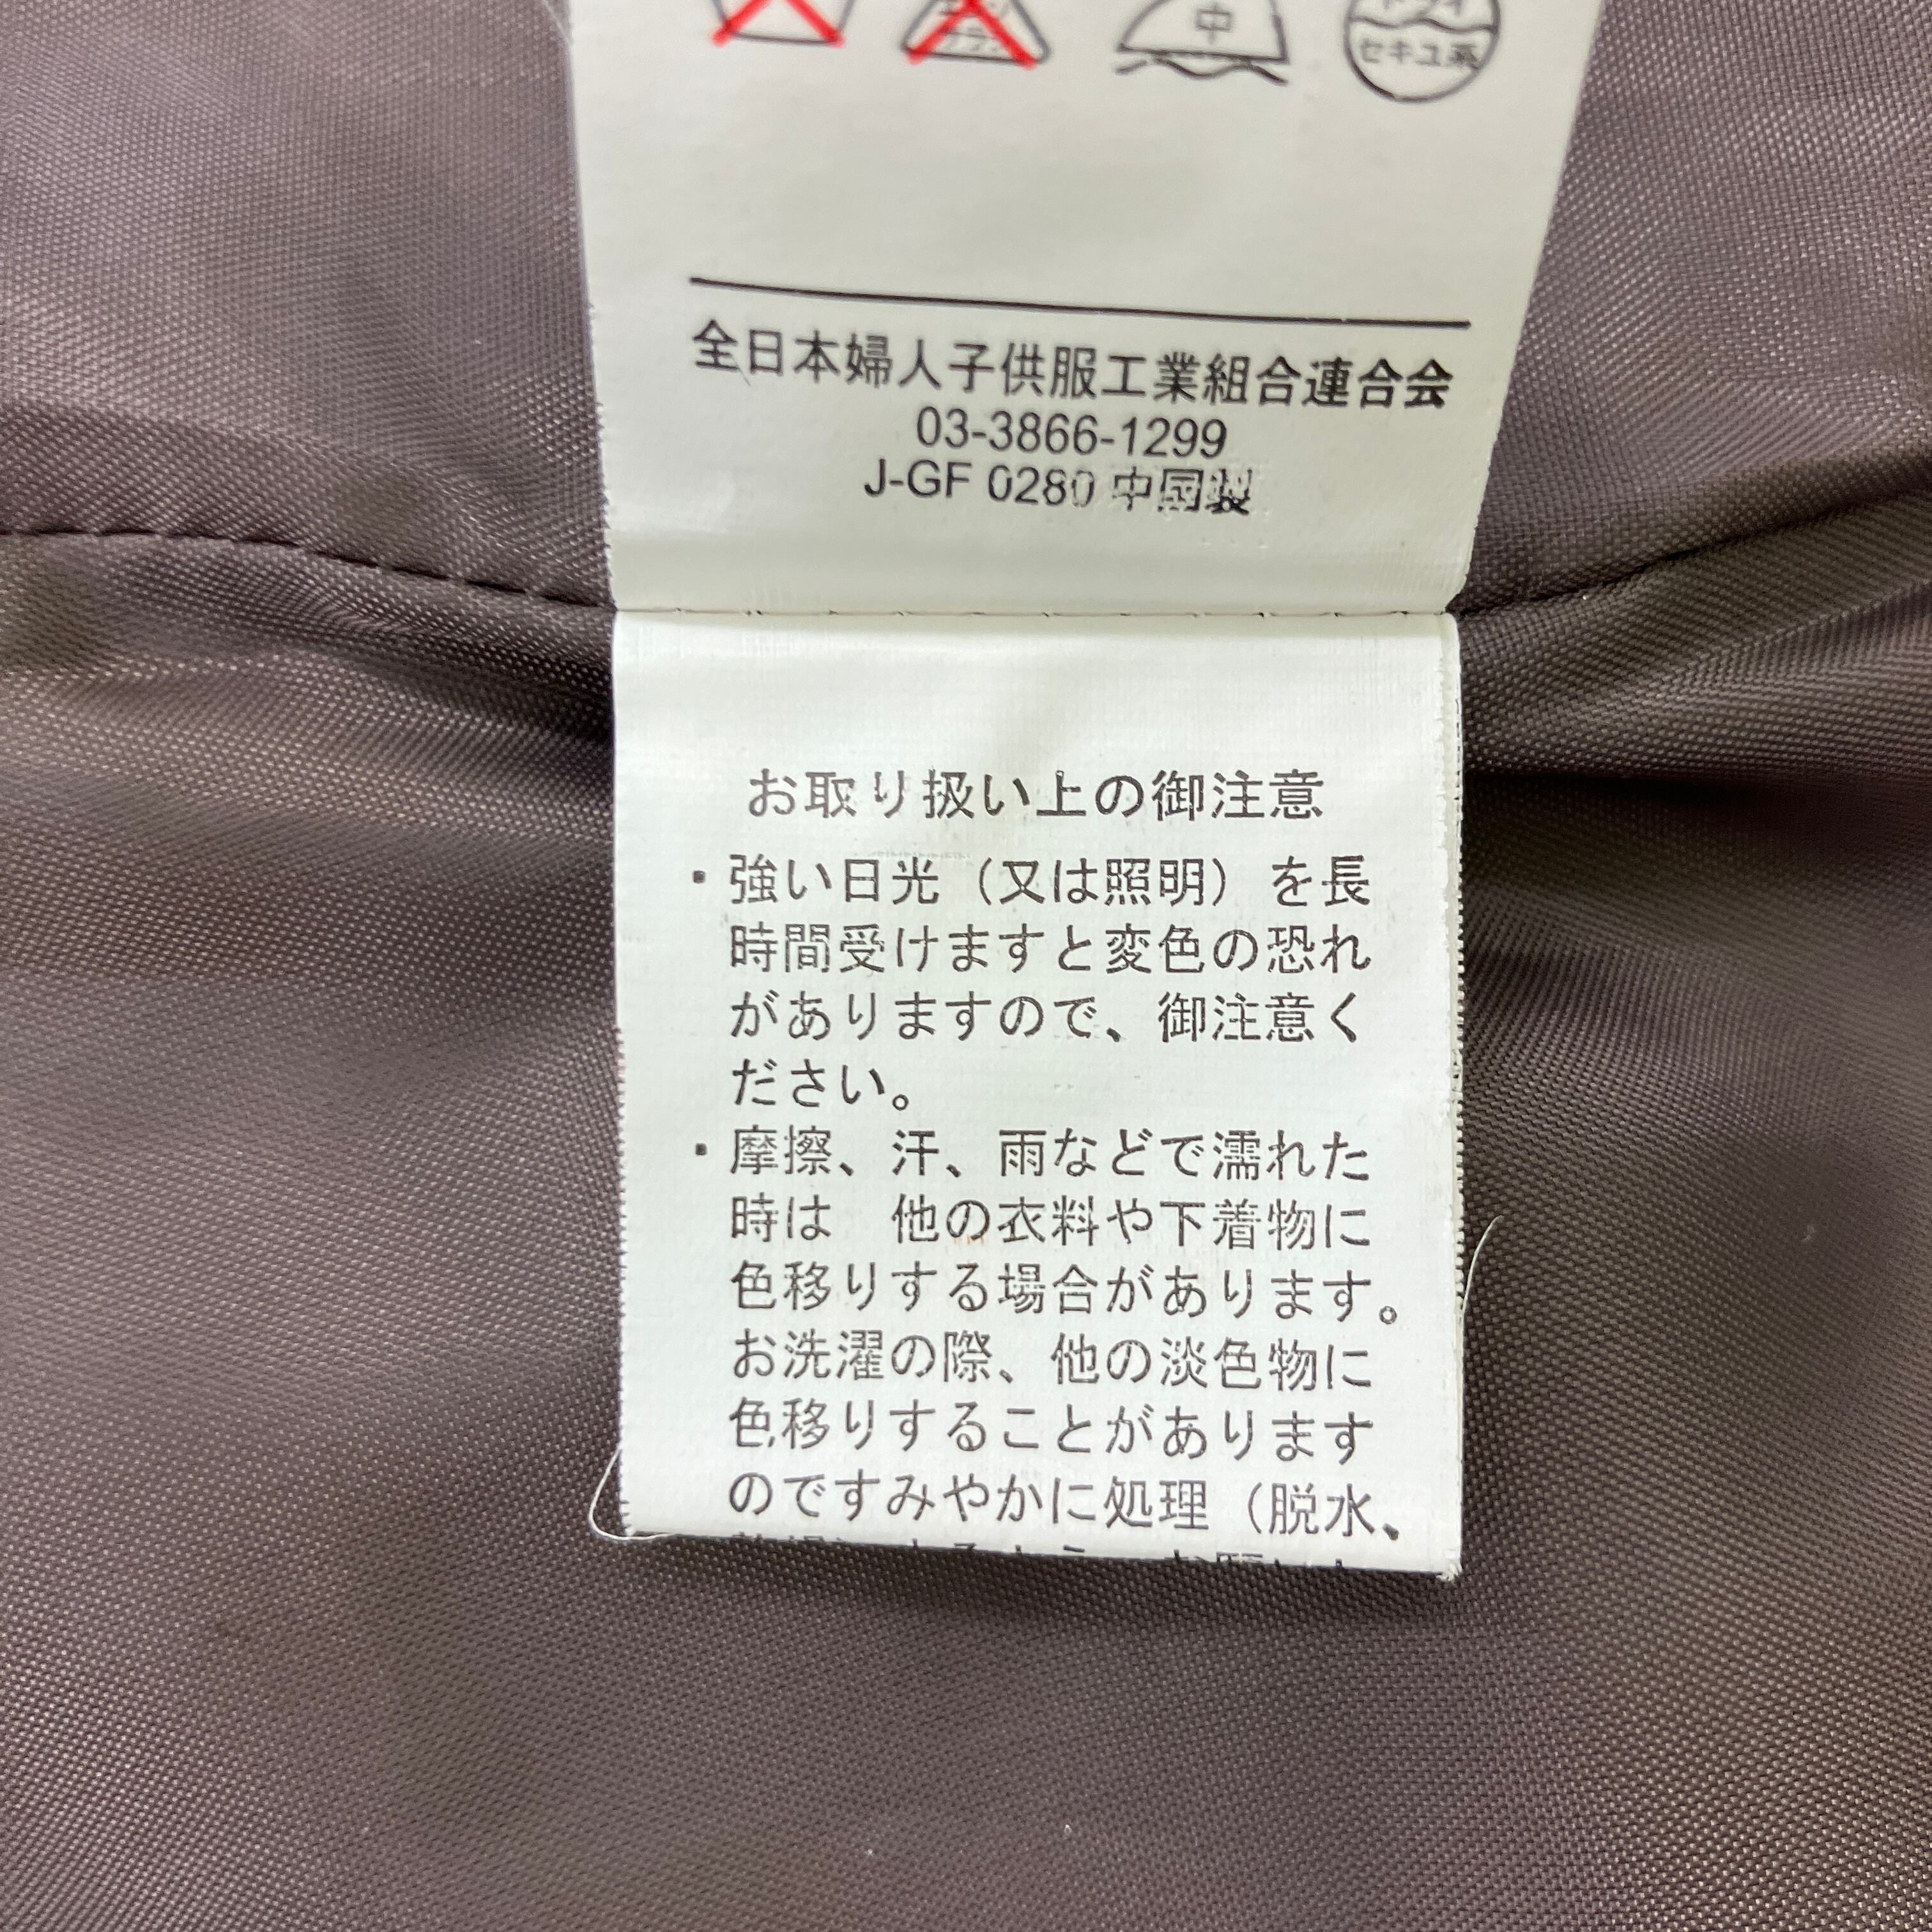 中
ドライ
セキユ系
全日本婦人子供服工業組合連合会
03-3866-1299
J-GF 0280 中国製
お取り扱い上の御注意
・強い日光（又は照明）を長
時間受けますと変色の恐れ
がありますので、御注意く
ださい。
・摩擦、汗、雨などで濡れた
時は　他の衣料や下着物に
色移りする場合があります。
お洗濯の際、他の淡色物に
色移りすることがあります
のですみやかに処理（脱水、